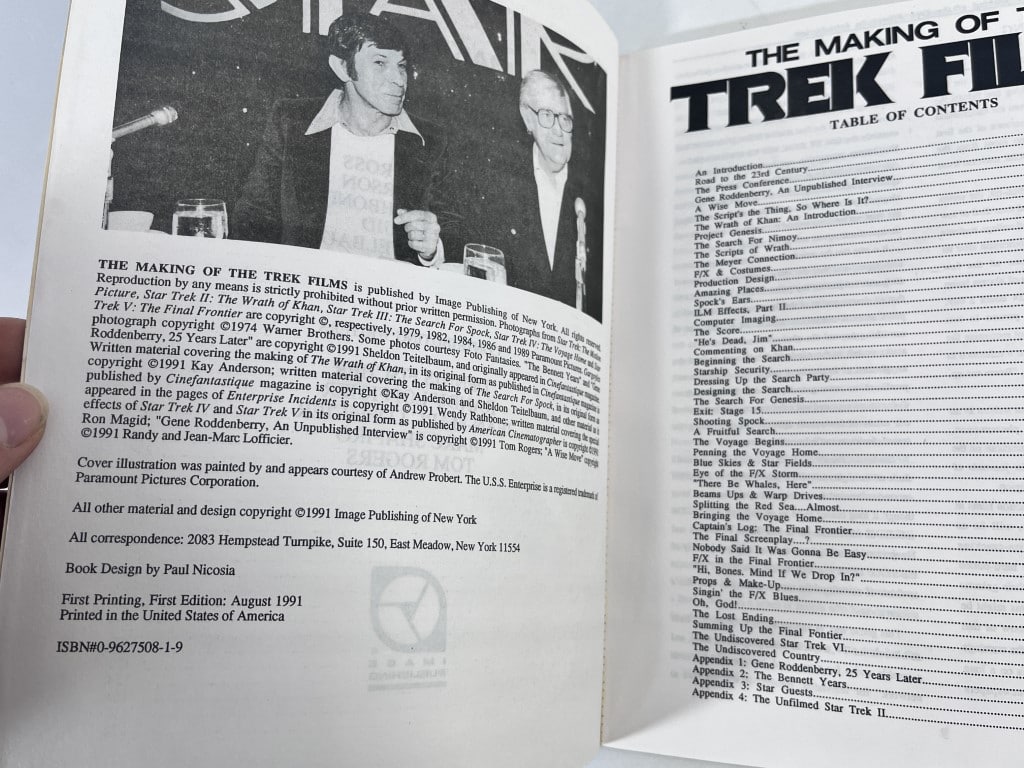 STAR
THE MAKING OF THE TREK FILMS is published by Image Publishing of New York. All rights reserved.
Reproduction by any means is strictly prohibited without prior written permission. Photographs from Star Trek: The Motion
Picture, Star Trek II: The Wrath of Khan, Star Trek III: The Search For Spock, Star Trek IV: The Voyage Home and Star
Trek V: The Final Frontier are copyright ©, respectively, 1979, 1982, 1984, 1986 and 1989 Paramount Pictures. Gangsters
photograph copyright ©1974 Warner Brothers. Some photos courtesy Foto Fantasies. "The Bennett Years" and "Gene
Roddenberry, 25 Years Later" are copyright ©1991 Sheldon Teitelbaum, and originally appeared in Cinefantastique magazine
Written material covering the making of The Wrath of Khan, in its original form as published in Cinefantastique magazine is
copyright ©1991 Kay Anderson; written material covering the making of The Search For Spock, in its original form as
published by Cinefantastique magazine is copyright ©Kay Anderson and Sheldon Teitelbaum, and other material as it
appeared in the pages of Enterprise Incidents is copyright ©1991 Wendy Rathbone; written material covering the special
effects of Star Trek IV and Star Trek V in its original form as published by American Cinematographer is copyright ©1991
Ron Magid; "Gene Roddenberry, An Unpublished Interview" is copyright ©1991 Tom Rogers; "A Wise Move" copyright
©1991 Randy and Jean-Marc Lofficier.
Cover illustration was painted by and appears courtesy of Andrew Probert. The U.S.S. Enterprise is a registered trademark of
Paramount Pictures Corporation.
All other material and design copyright ©1991 Image Publishing of New York
All correspondence: 2083 Hempstead Turnpike, Suite 150, East Meadow, New York 11554
Book Design by Paul Nicosia
First Printing, First Edition: August 1991
Printed in the United States of America
ISBN#0-9627508-1-9
THE MAKING OF T
TREK FIL
TABLE OF CONTENTS
An Introduction
Road to the 23rd Century
The Press Conference
Gene Roddenberry, An Unpublished Interview
A Wise Move
The Script's the Thing, So Where Is It?
The Wrath of Khan: An Introduction
Project Genesis
The Search For Nimoy
The Scripts of Wrath
The Meyer Connection
F/X & Costumes
Production Design
Amazing Places
Spock's Ears
ILM Effects, Part II
Computer Imaging
The Score
"He's Dead, Jim"
Commenting on Khan
Beginning the Search
Starship Security
Dressing Up the Search Party
Designing the Search
The Search For Genesis
Exit: Stage 15
Shooting Spock
A Fruitful Search
The Voyage Begins
Penning the Voyage Home
Blue Skies & Star Fields
Eye of the F/X Storm
"There Be Whales, Here"
Beams Ups & Warp Drives
Splitting the Red Sea....Almost
Bringing the Voyage Home
Captain's Log: The Final Frontier
The Final Screenplay....?
Nobody Said It Was Gonna Be Easy
F/X in the Final Frontier
"Hi, Bones. Mind If We Drop In?"
Props & Make-Up
Singin' the F/X Blues
Oh, God!
The Lost Ending
Summing Up the Final Fontier
The Undiscovered Star Trek VI
The Undiscovered Country
Appendix 1: Gene Roddenberry, 25 Years Later
Appendix 2: The Bennett Years
Appendix 3: Star Guests
Appendix 4: The Unfilmed Star Trek II